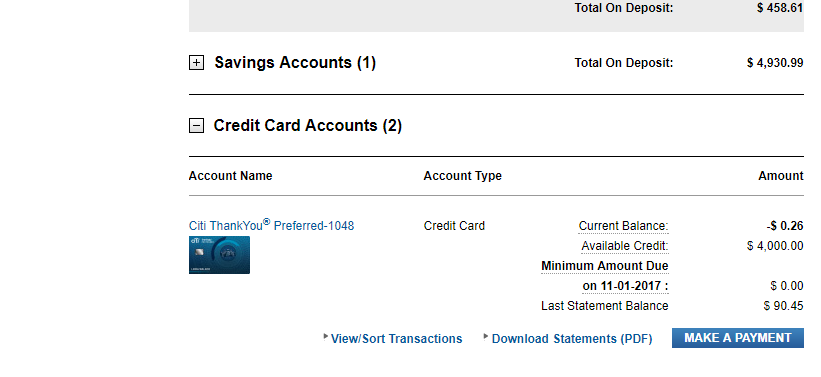 Total On Deposit: $ 458.61
Savings Accounts (1) Total On Deposit: $ 4,930.99
Credit Card Accounts (2)
Account Name Account Type Amount
Citi ThankYou® Preferred-1048 Credit Card Current Balance: -$ 0.26
citi Available Credit: $ 4,000.00
Minimum Amount Due
on 11-01-2017 : $ 0.00
Last Statement Balance $ 90.45
View/Sort Transactions Download Statements (PDF) MAKE A PAYMENT